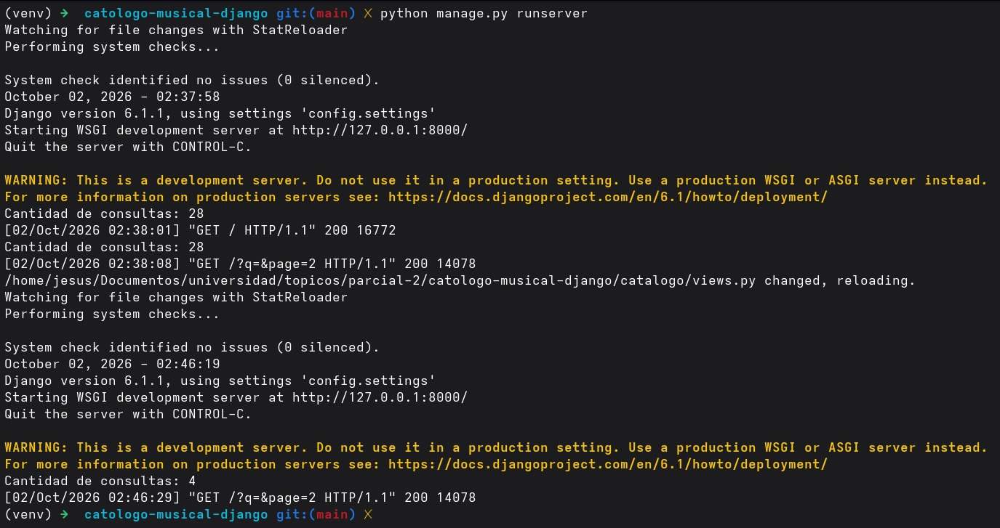 (venv) ➜  catologo-musical-django git:(main) ✗ python manage.py runserver
Watching for file changes with StatReloader
Performing system checks...

System check identified no issues (0 silenced).
October 02, 2026 - 02:37:58
Django version 6.1.1, using settings 'config.settings'
Starting WSGI development server at http://127.0.0.1:8000/
Quit the server with CONTROL-C.

WARNING: This is a development server. Do not use it in a production setting. Use a production WSGI or ASGI server instead.
For more information on production servers see: https://docs.djangoproject.com/en/6.1/howto/deployment/
Cantidad de consultas: 28
[02/Oct/2026 02:38:01] "GET / HTTP/1.1" 200 16772
Cantidad de consultas: 28
[02/Oct/2026 02:38:08] "GET /?q=&page=2 HTTP/1.1" 200 14078
/home/jesus/Documentos/universidad/topicos/parcial-2/catologo-musical-django/catalogo/views.py changed, reloading.
Watching for file changes with StatReloader
Performing system checks...

System check identified no issues (0 silenced).
October 02, 2026 - 02:46:19
Django version 6.1.1, using settings 'config.settings'
Starting WSGI development server at http://127.0.0.1:8000/
Quit the server with CONTROL-C.

WARNING: This is a development server. Do not use it in a production setting. Use a production WSGI or ASGI server instead.
For more information on production servers see: https://docs.djangoproject.com/en/6.1/howto/deployment/
Cantidad de consultas: 4
[02/Oct/2026 02:46:29] "GET /?q=&page=2 HTTP/1.1" 200 14078
(venv) ➜  catologo-musical-django git:(main) ✗